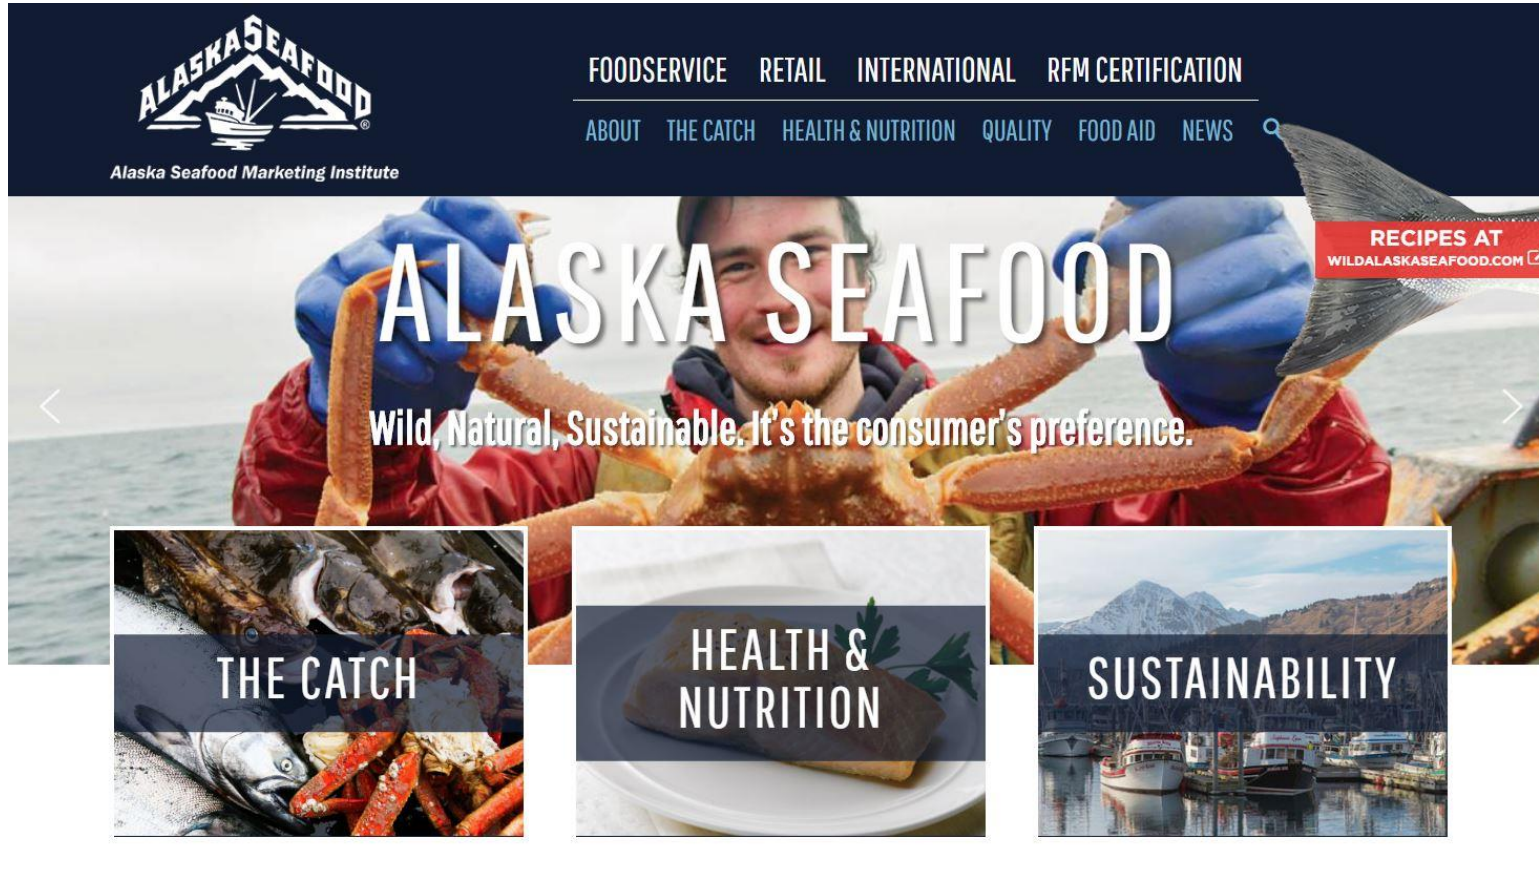 ALASKA SEAFOOD
®
Alaska Seafood Marketing Institute
FOODSERVICE RETAIL INTERNATIONAL RFM CERTIFICATION
ABOUT THE CATCH HEALTH & NUTRITION QUALITY FOOD AID NEWS
RECIPES AT
WILDALASKASEAFOOD.COM
ALASKA SEAFOOD
Wild, Natural, Sustainable. It's the consumer's preference.
THE CATCH
HEALTH &
NUTRITION
SUSTAINABILITY